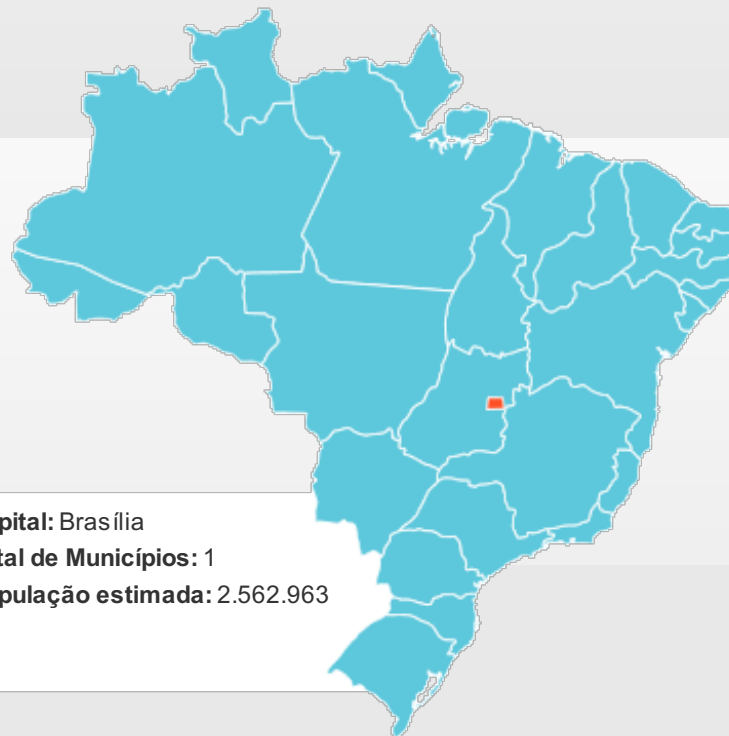 pital: Brasília
tal de Municípios: 1
pulação estimada: 2.562.963